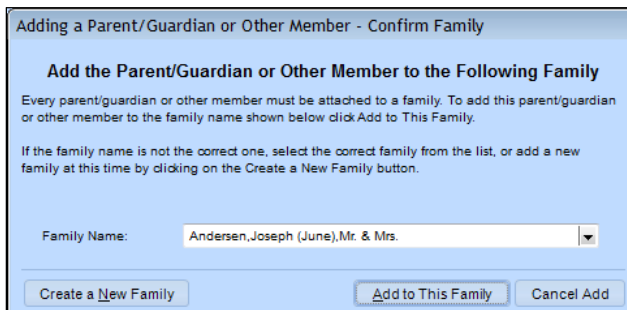 Adding a Parent/Guardian or Other Member - Confirm Family
Add the Parent/Guardian or Other Member to the Following Family
Every parent/guardian or other member must be attached to a family. To add this parent/guardian
or other member to the family name shown below click Add to This Family.
If the family name is not the correct one, select the correct family from the list, or add a new
family at this time by clicking on the Create a New Family button.
Family Name: Andersen,Joseph (June),Mr. & Mrs.
Create a New Family Add to This Family Cancel Add